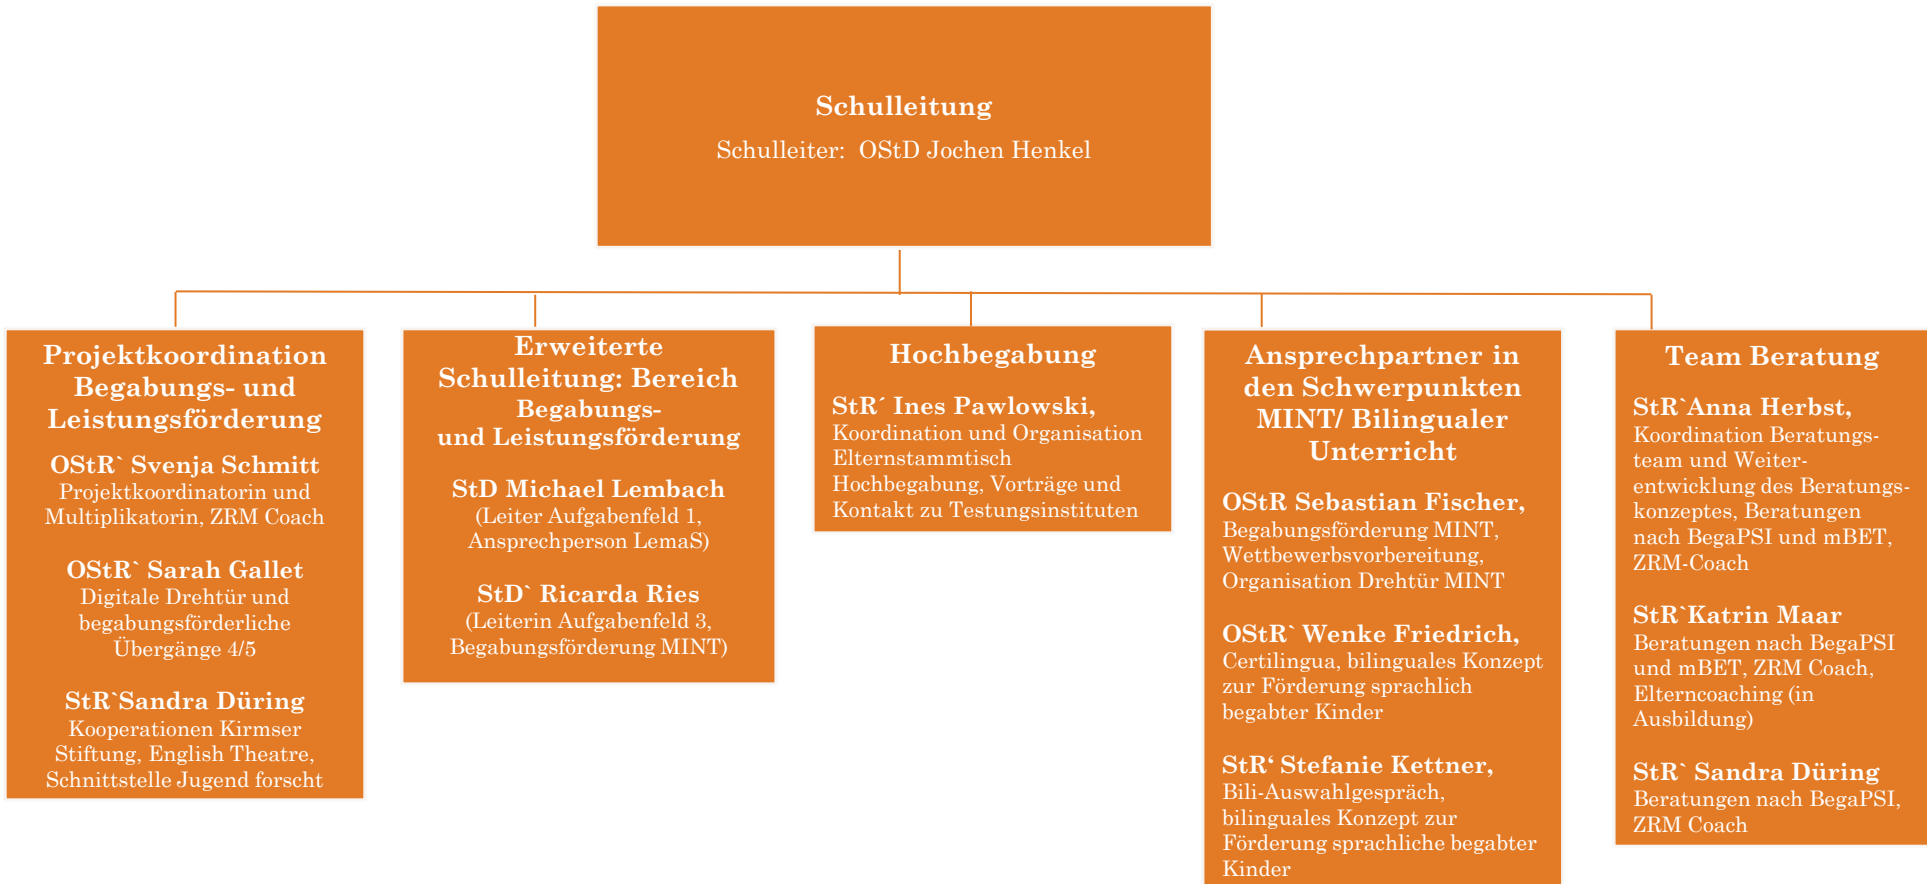 Schulleitung
Schulleiter:  OStD Jochen Henkel
Projektkoordination
Begabungs- und
Leistungsförderung
OStR` Svenja Schmitt
Projektkoordinatorin und
Multiplikatorin, ZRM Coach
OStR` Sarah Gallet
Digitale Drehtür und
begabungsförderliche
Übergänge 4/5
StR`Sandra Düring
Kooperationen Kirmser
Stiftung, English Theatre,
Schnittstelle Jugend forscht
Erweiterte
Schulleitung: Bereich
Begabungs-
und Leistungsförderung
StD Michael Lembach
(Leiter Aufgabenfeld 1,
Ansprechperson LemaS)
StD` Ricarda Ries
(Leiterin Aufgabenfeld 3,
Begabungsförderung MINT)
Hochbegabung
StR´ Ines Pawlowski,
Koordination und Organisation
Elternstammtisch
Hochbegabung, Vorträge und
Kontakt zu Testungsinstituten
Ansprechpartner in
den Schwerpunkten
MINT/ Bilingualer
Unterricht
OStR Sebastian Fischer,
Begabungsförderung MINT,
Wettbewerbsvorbereitung,
Organisation Drehtür MINT
OStR` Wenke Friedrich,
Certilingua, bilinguales Konzept
zur Förderung sprachlich
begabter Kinder
StR‘ Stefanie Kettner,
Bili-Auswahlgespräch,
bilinguales Konzept zur
Förderung sprachliche begabter
Kinder
Team Beratung
StR`Anna Herbst,
Koordination Beratungs-
team und Weiter-
entwicklung des Beratungs-
konzeptes, Beratungen
nach BegaPSI und mBET,
ZRM-Coach
StR`Katrin Maar
Beratungen nach BegaPSI
und mBET, ZRM Coach,
Elterncoaching (in
Ausbildung)
StR` Sandra Düring
Beratungen nach BegaPSI,
ZRM Coach